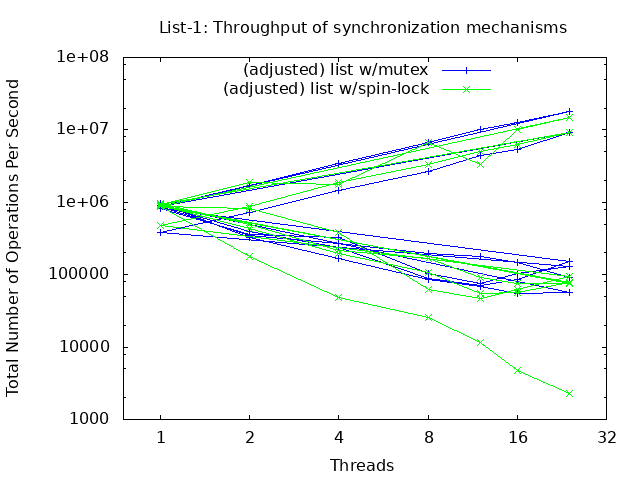 List-1: Throughput of synchronization mechanisms
(adjusted) list w/mutex
(adjusted) list w/spin-lock
Total Number of Operations Per Second
1e+08
1e+07
1e+06
100000
10000
1000
1 2 4 8 16 32
Threads